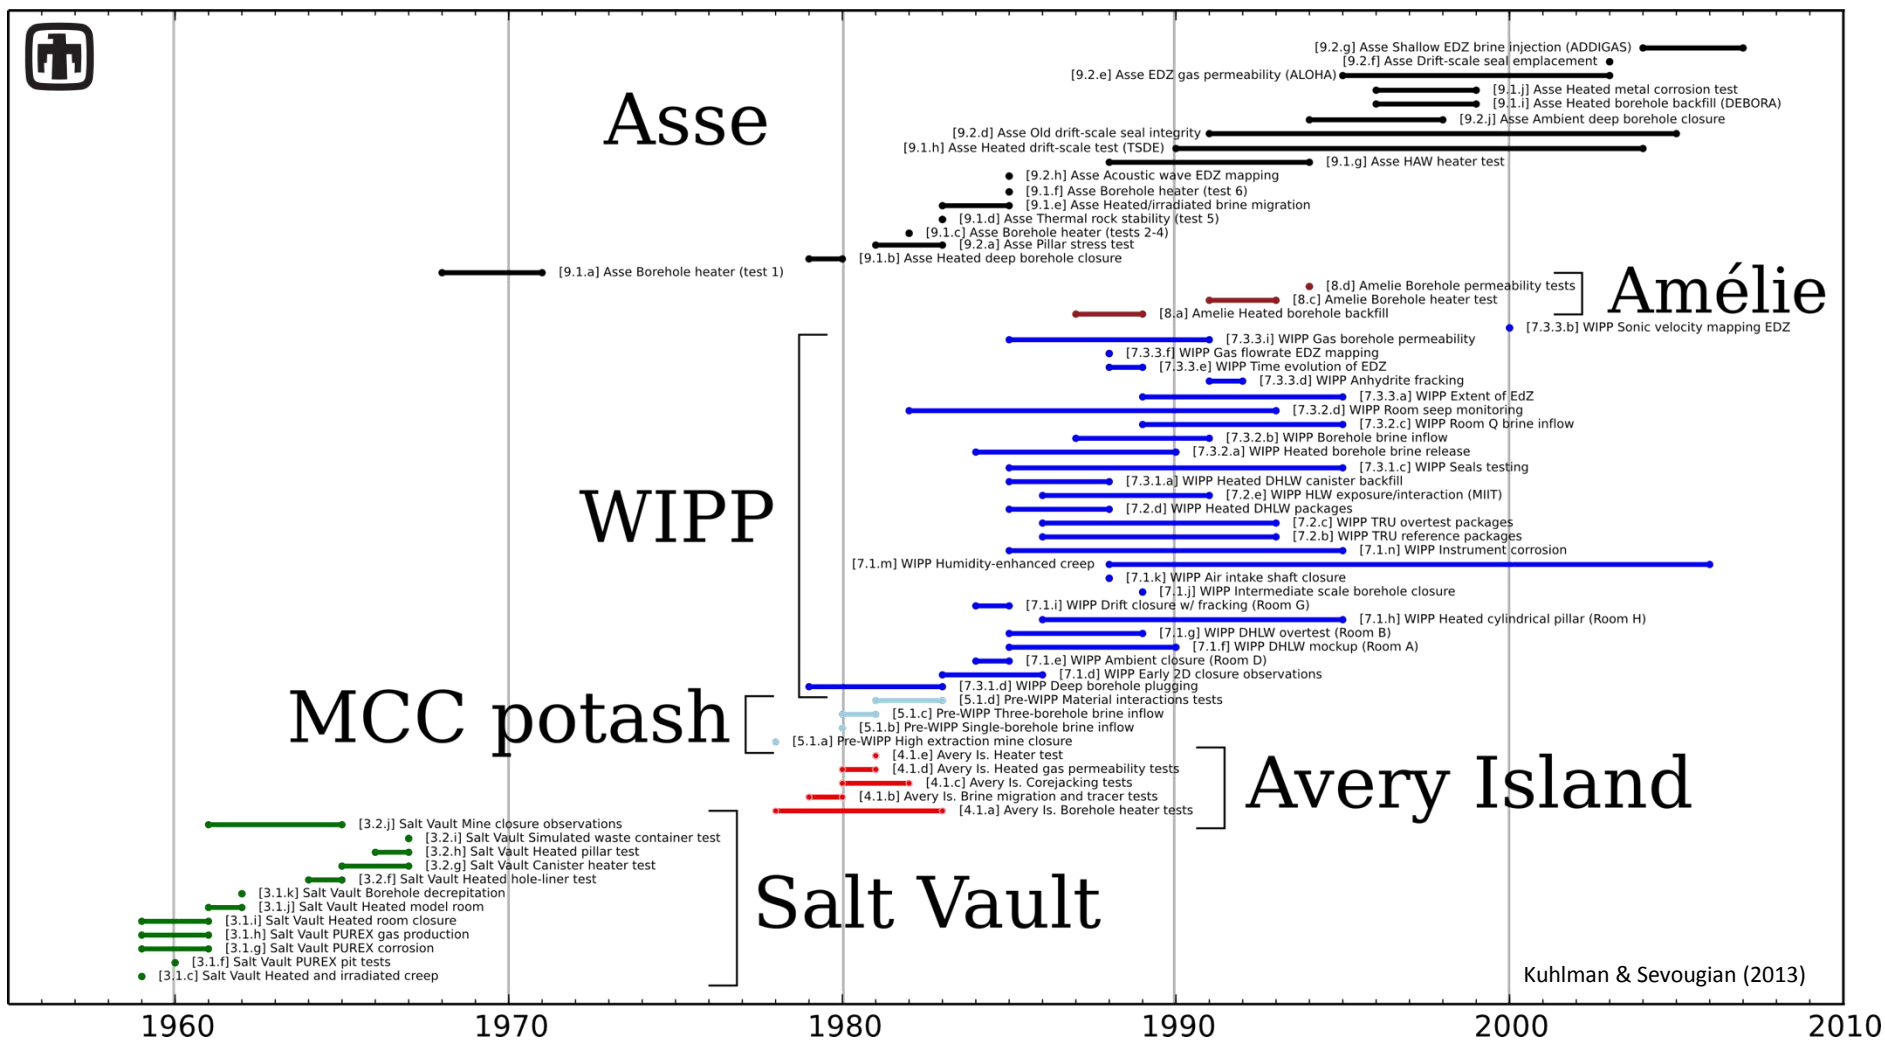 [9.2.g] Asse Shallow EDZ brine injection (ADDIGAS)
[9.2.f] Asse Drift-scale seal emplacement
[9.2.e] Asse EDZ gas permeability (ALOHA)
[9.1.j] Asse Heated metal corrosion test
[9.1.i] Asse Heated borehole backfill (DEBORA)
Asse
[9.2.j] Asse Ambient deep borehole closure
[9.2.d] Asse Old drift-scale seal integrity
[9.1.h] Asse Heated drift-scale test (TSDE)
[9.1.g] Asse HAW heater test
[9.2.h] Asse Acoustic wave EDZ mapping
[9.1.f] Asse Borehole heater (test 6)
[9.1.e] Asse Heated/irradiated brine migration
[9.1.d] Asse Thermal rock stability (test 5)
[9.1.c] Asse Borehole heater (tests 2-4)
[9.2.a] Asse Pillar stress test
[9.1.b] Asse Heated deep borehole closure
[9.1.a] Asse Borehole heater (test 1)
[8.d] Amelie Borehole permeability tests
Amélie
[8.c] Amelie Borehole heater test
[8.a] Amelie Heated borehole backfill
[7.3.3.b] WIPP Sonic velocity mapping EDZ
[7.3.3.i] WIPP Gas borehole permeability
[7.3.3.f] WIPP Gas flowrate EDZ mapping
[7.3.3.e] WIPP Time evolution of EDZ
[7.3.3.d] WIPP Anhydrite fracking
[7.3.3.a] WIPP Extent of EdZ
[7.3.2.d] WIPP Room seep monitoring
[7.3.2.c] WIPP Room Q brine inflow
[7.3.2.b] WIPP Borehole brine inflow
[7.3.2.a] WIPP Heated borehole brine release
[7.3.1.c] WIPP Seals testing
[7.3.1.a] WIPP Heated DHLW canister backfill
[7.2.e] WIPP HLW exposure/interaction (MIIT)
[7.2.d] WIPP Heated DHLW packages
WIPP
[7.2.c] WIPP TRU overtest packages
[7.2.b] WIPP TRU reference packages
[7.1.n] WIPP Instrument corrosion
[7.1.m] WIPP Humidity-enhanced creep
[7.1.k] WIPP Air intake shaft closure
[7.1.j] WIPP Intermediate scale borehole closure
[7.1.i] WIPP Drift closure w/ fracking (Room G)
[7.1.h] WIPP Heated cylindrical pillar (Room H)
[7.1.g] WIPP DHLW overtest (Room B)
[7.1.f] WIPP DHLW mockup (Room A)
[7.1.e] WIPP Ambient closure (Room D)
[7.1.d] WIPP Early 2D closure observations
[7.3.1.d] WIPP Deep borehole plugging
[5.1.d] Pre-WIPP Material interactions tests
MCC potash
[5.1.c] Pre-WIPP Three-borehole brine inflow
[5.1.b] Pre-WIPP Single-borehole brine inflow
[5.1.a] Pre-WIPP High extraction mine closure
[4.1.e] Avery Is. Heater test
[4.1.d] Avery Is. Heated gas permeability tests
[4.1.c] Avery Is. Corejacking tests
Avery Island
[4.1.b] Avery Is. Brine migration and tracer tests
[4.1.a] Avery Is. Borehole heater tests
[3.2.j] Salt Vault Mine closure observations
[3.2.i] Salt Vault Simulated waste container test
[3.2.h] Salt Vault Heated pillar test
[3.2.g] Salt Vault Canister heater test
[3.2.f] Salt Vault Heated hole-liner test
[3.1.k] Salt Vault Borehole decrepitation
Salt Vault
[3.1.j] Salt Vault Heated model room
[3.1.i] Salt Vault Heated room closure
[3.1.h] Salt Vault PUREX gas production
[3.1.g] Salt Vault PUREX corrosion
[3.1.f] Salt Vault PUREX pit tests
[3.1.c] Salt Vault Heated and irradiated creep
Kuhlman & Sevougian (2013)
1960 1970 1980 1990 2000 2010